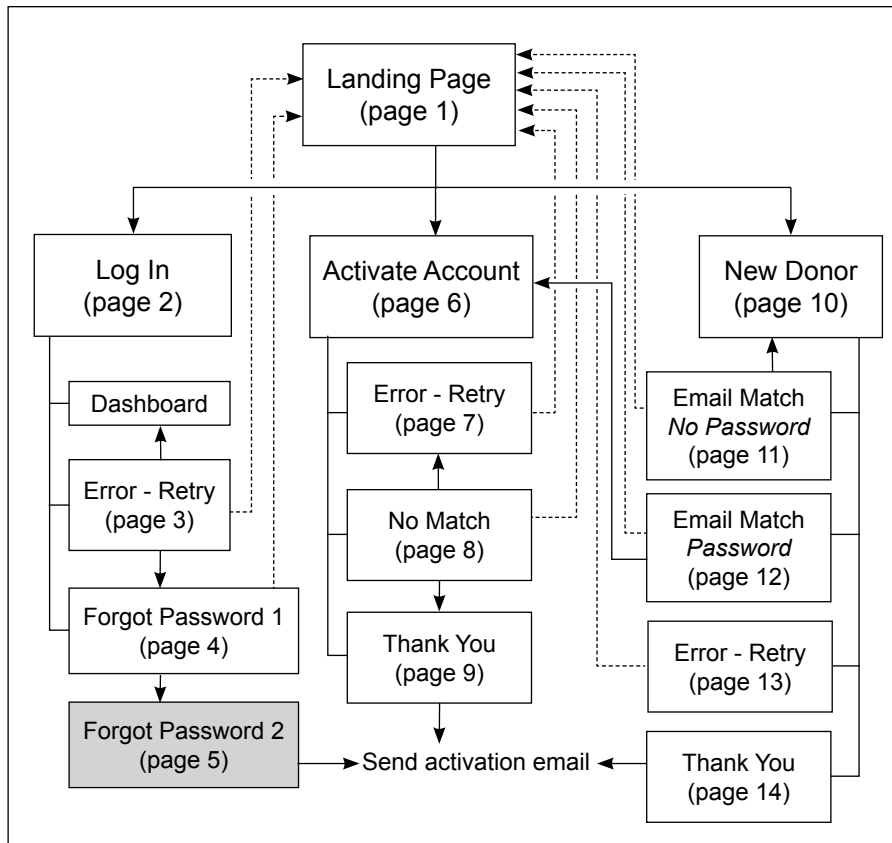 Landing Page
(page 1)
Log In
(page 2)
Activate Account
(page 6)
New Donor
(page 10)
Dashboard
Error - Retry
(page 3)
Forgot Password 1
(page 4)
Forgot Password 2
(page 5)
Error - Retry
(page 7)
No Match
(page 8)
Thank You
(page 9)
Send activation email
Email Match
No Password
(page 11)
Email Match
Password
(page 12)
Error - Retry
(page 13)
Thank You
(page 14)